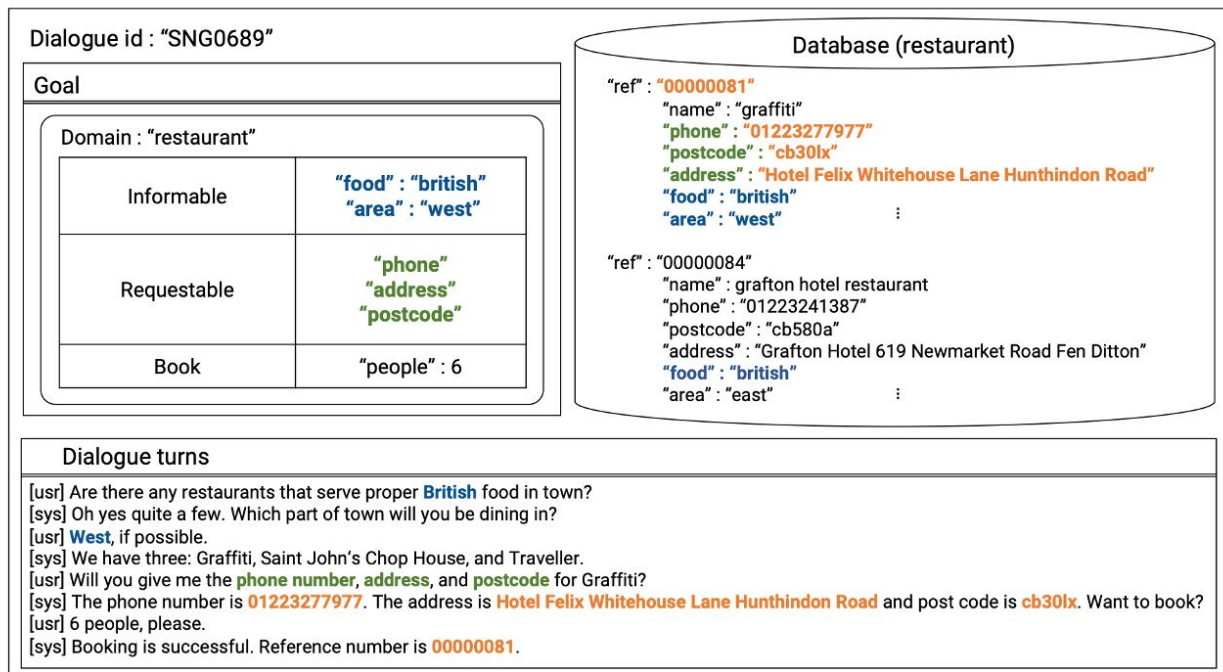 Dialogue id : “SNG0689”
Goal
Domain : “restaurant”
Informable
“food” : “british”
“area” : “west”
Requestable
“phone”
“address”
“postcode”
Book
“people” : 6
Database (restaurant)
“ref” : “00000081”
“name” : “graffiti”
“phone” : “01223277977”
“postcode” : “cb30lx”
“address” : “Hotel Felix Whitehouse Lane Hunthindon Road”
“food” : “british”
“area” : “west”
⋮
“ref” : “00000084”
“name” : grafton hotel restaurant
“phone” : “01223241387”
“postcode” : “cb580a”
“address” : “Grafton Hotel 619 Newmarket Road Fen Ditton”
“food” : “british”
“area” : “east”
⋮
Dialogue turns
[usr] Are there any restaurants that serve proper British food in town?
[sys] Oh yes quite a few. Which part of town will you be dining in?
[usr] West, if possible.
[sys] We have three: Graffiti, Saint John’s Chop House, and Traveller.
[usr] Will you give me the phone number, address, and postcode for Graffiti?
[sys] The phone number is 01223277977. The address is Hotel Felix Whitehouse Lane Hunthindon Road and post code is cb30lx. Want to book?
[usr] 6 people, please.
[sys] Booking is successful. Reference number is 00000081.